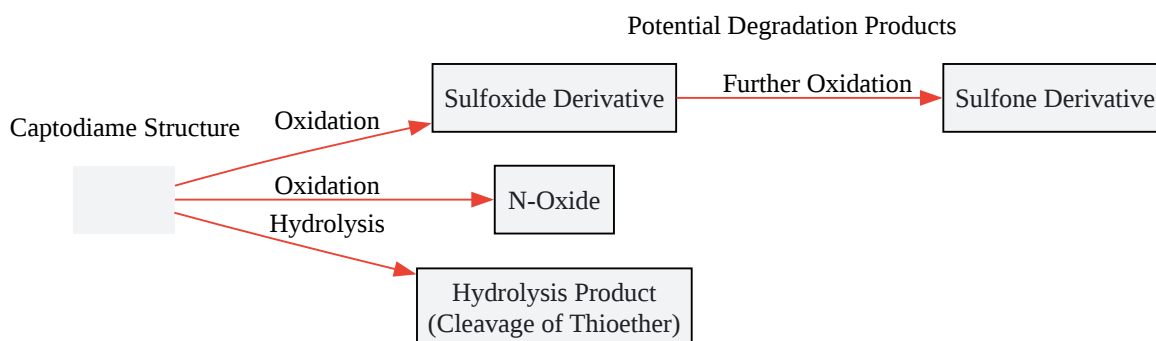 Potential Degradation Products
Captodiame Structure
Oxidation
Sulfoxide Derivative
Further Oxidation
Sulfone Derivative
Oxidation
N-Oxide
Hydrolysis
Hydrolysis Product
(Cleavage of Thioether)